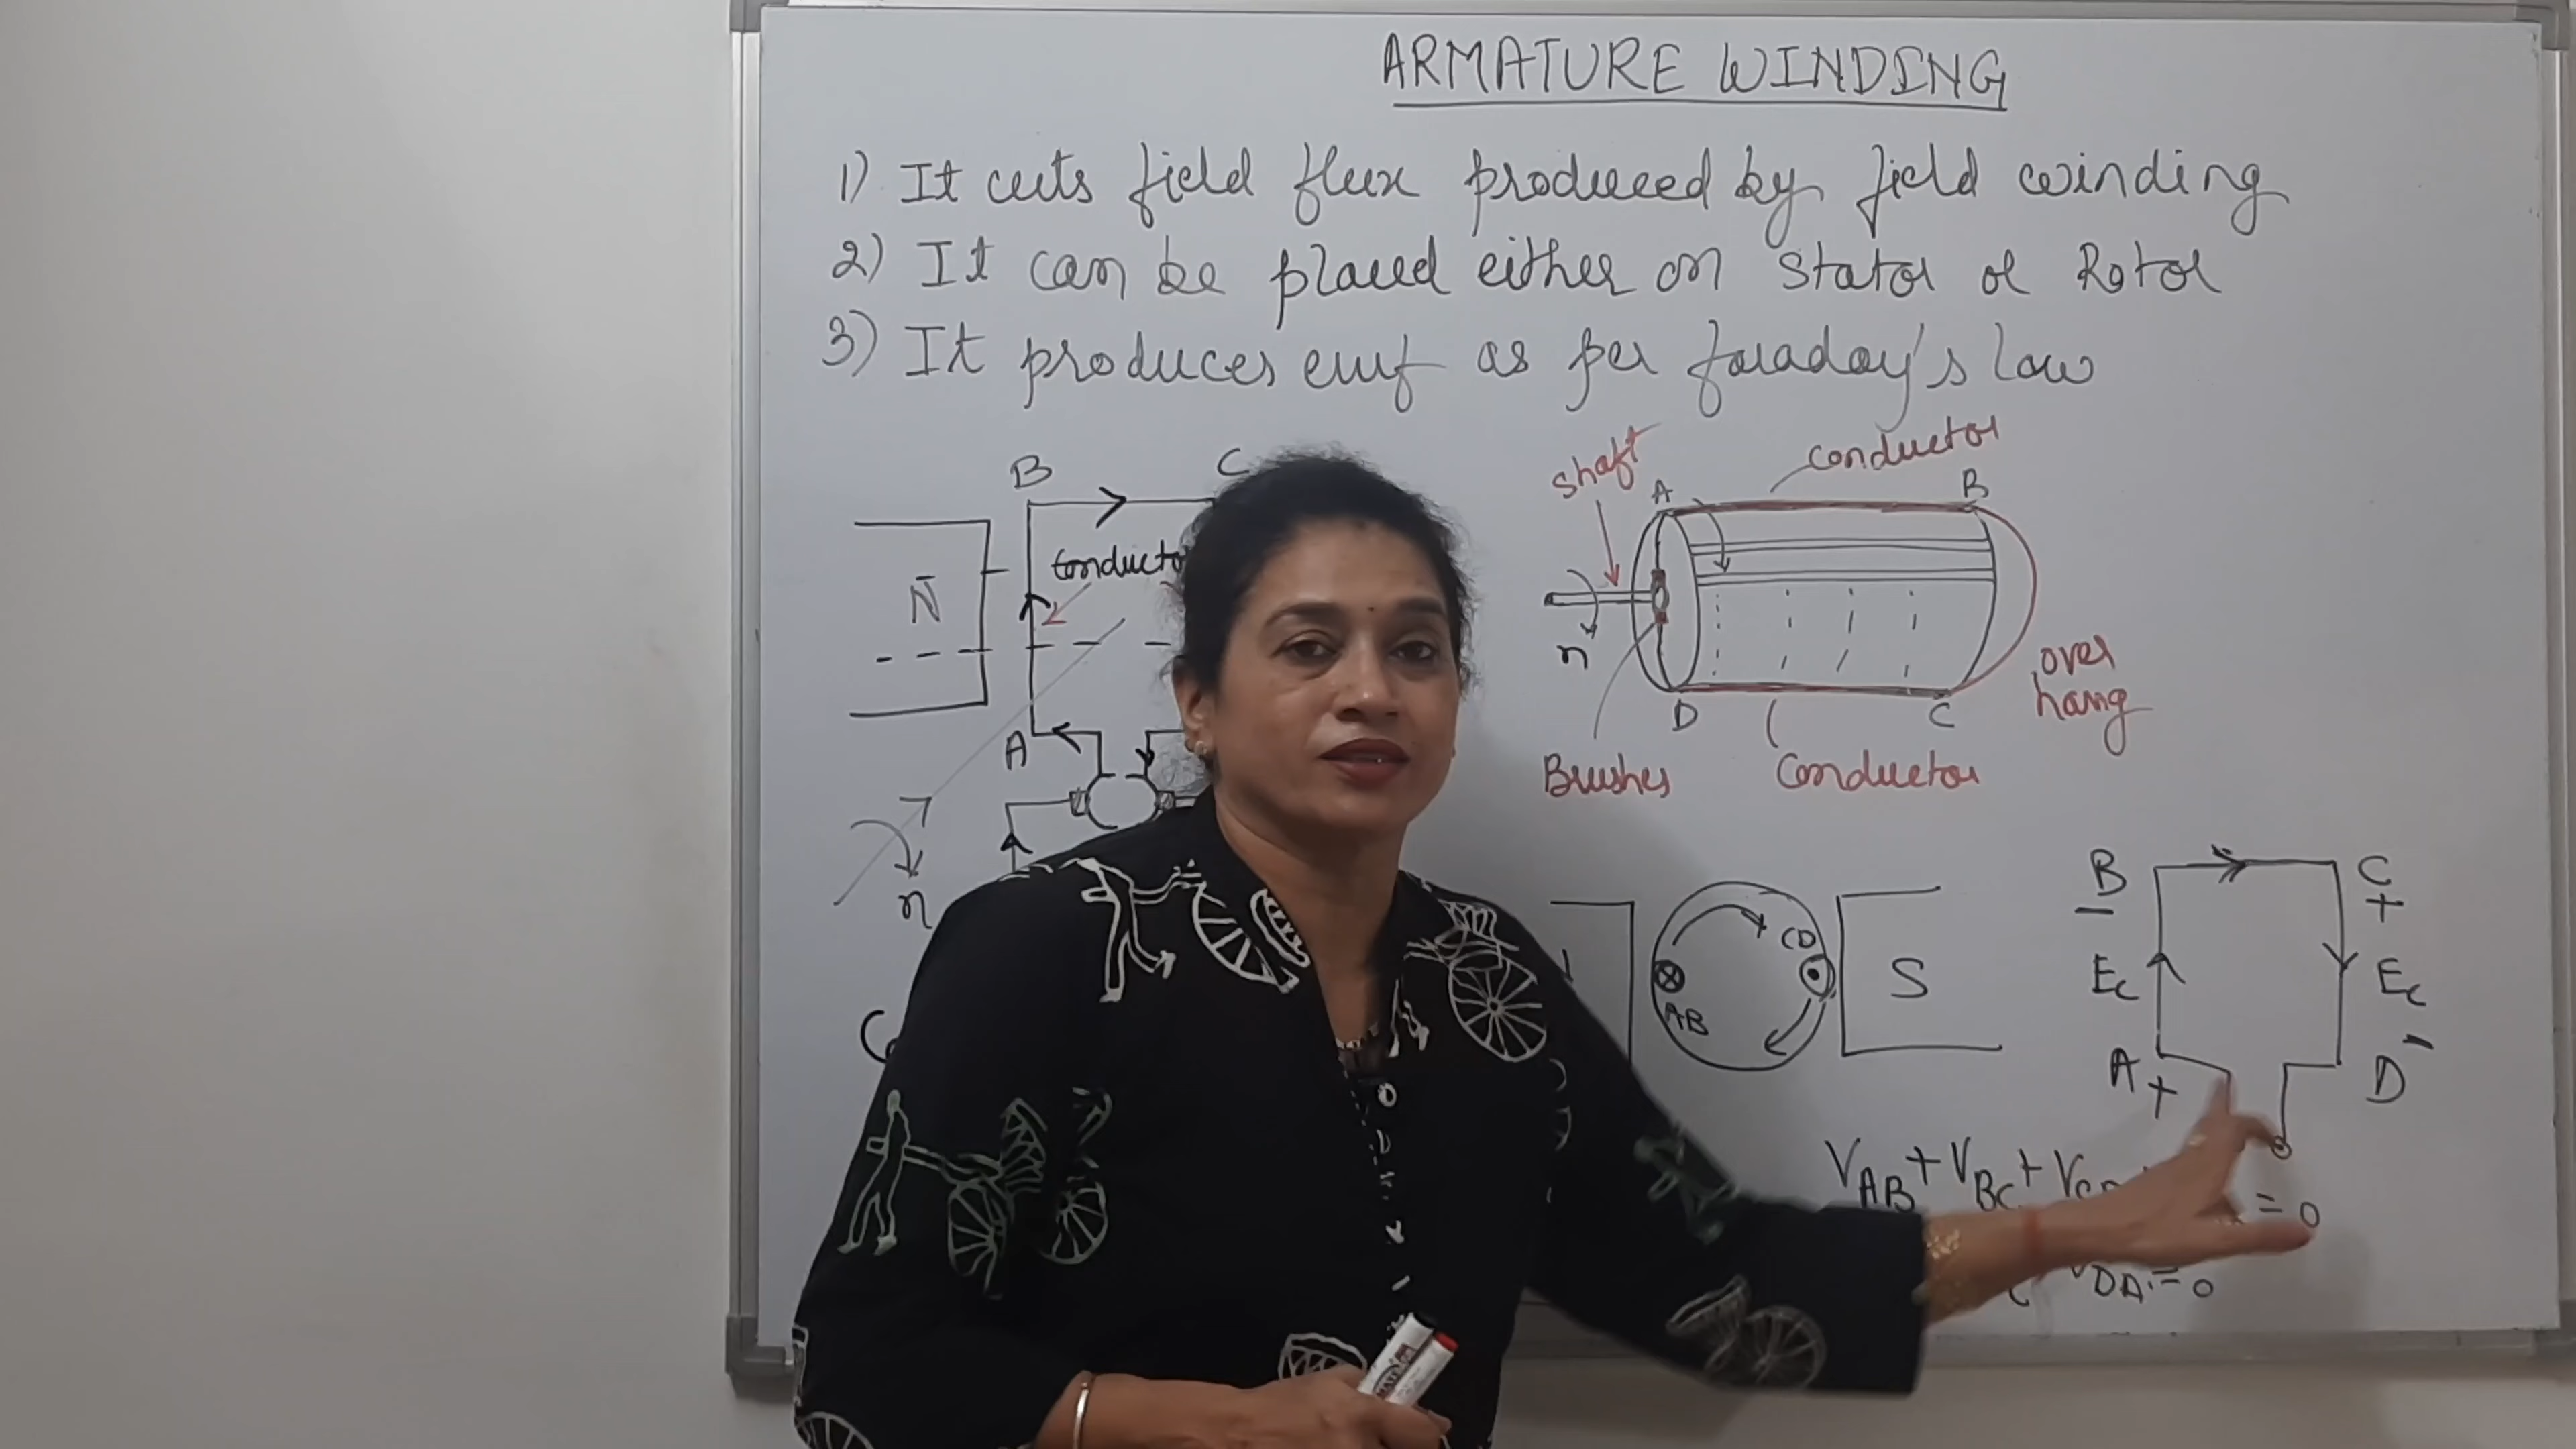 ARMATURE WINDING
1) It cuts field flux produced by field winding
2) It can be placed either on Stator or Rotor
3) It produces emf as per faraday's law
B C
N
Conducto
A
n
shaft
conductor
A B
n
over hang
D C
Brushes Conductor
CD
AB
S
B C
- +
Ec Ec
A + - D
VAB + VBC + VCD = 0
VDA = 0